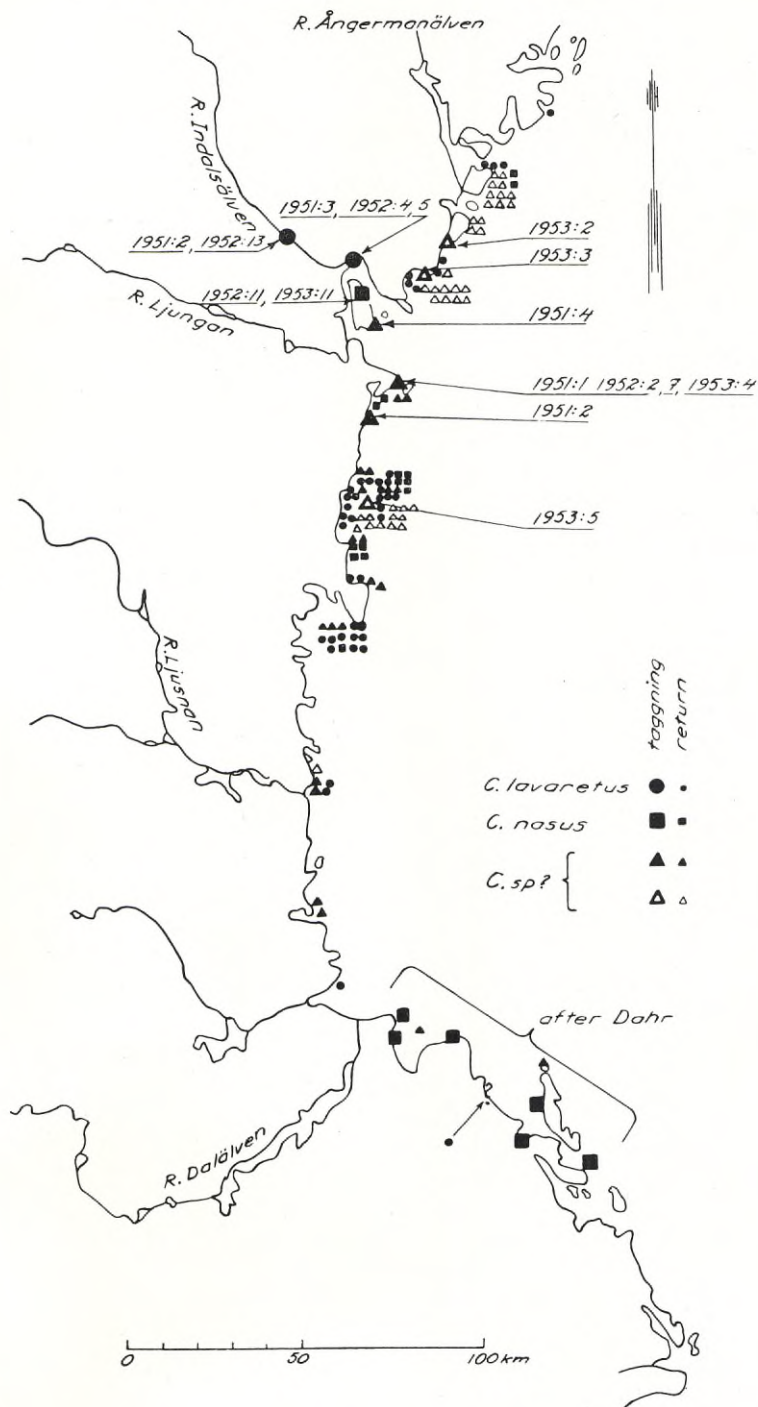 R. Ångermanälven
R. Indalsälven
1951:3, 1952:4, 5
1951:2, 1952:13
1953:2
1953:3
R. Ljungan
1952:11, 1953:11
1951:4
1951:1 1952:2, 7, 1953:4
1951:2
1953:5
R. Ljusnan
tagging
return
C. lavaretus
C. nasus
C. sp?
after Dahr
R. Dalälven
0 50 100 km